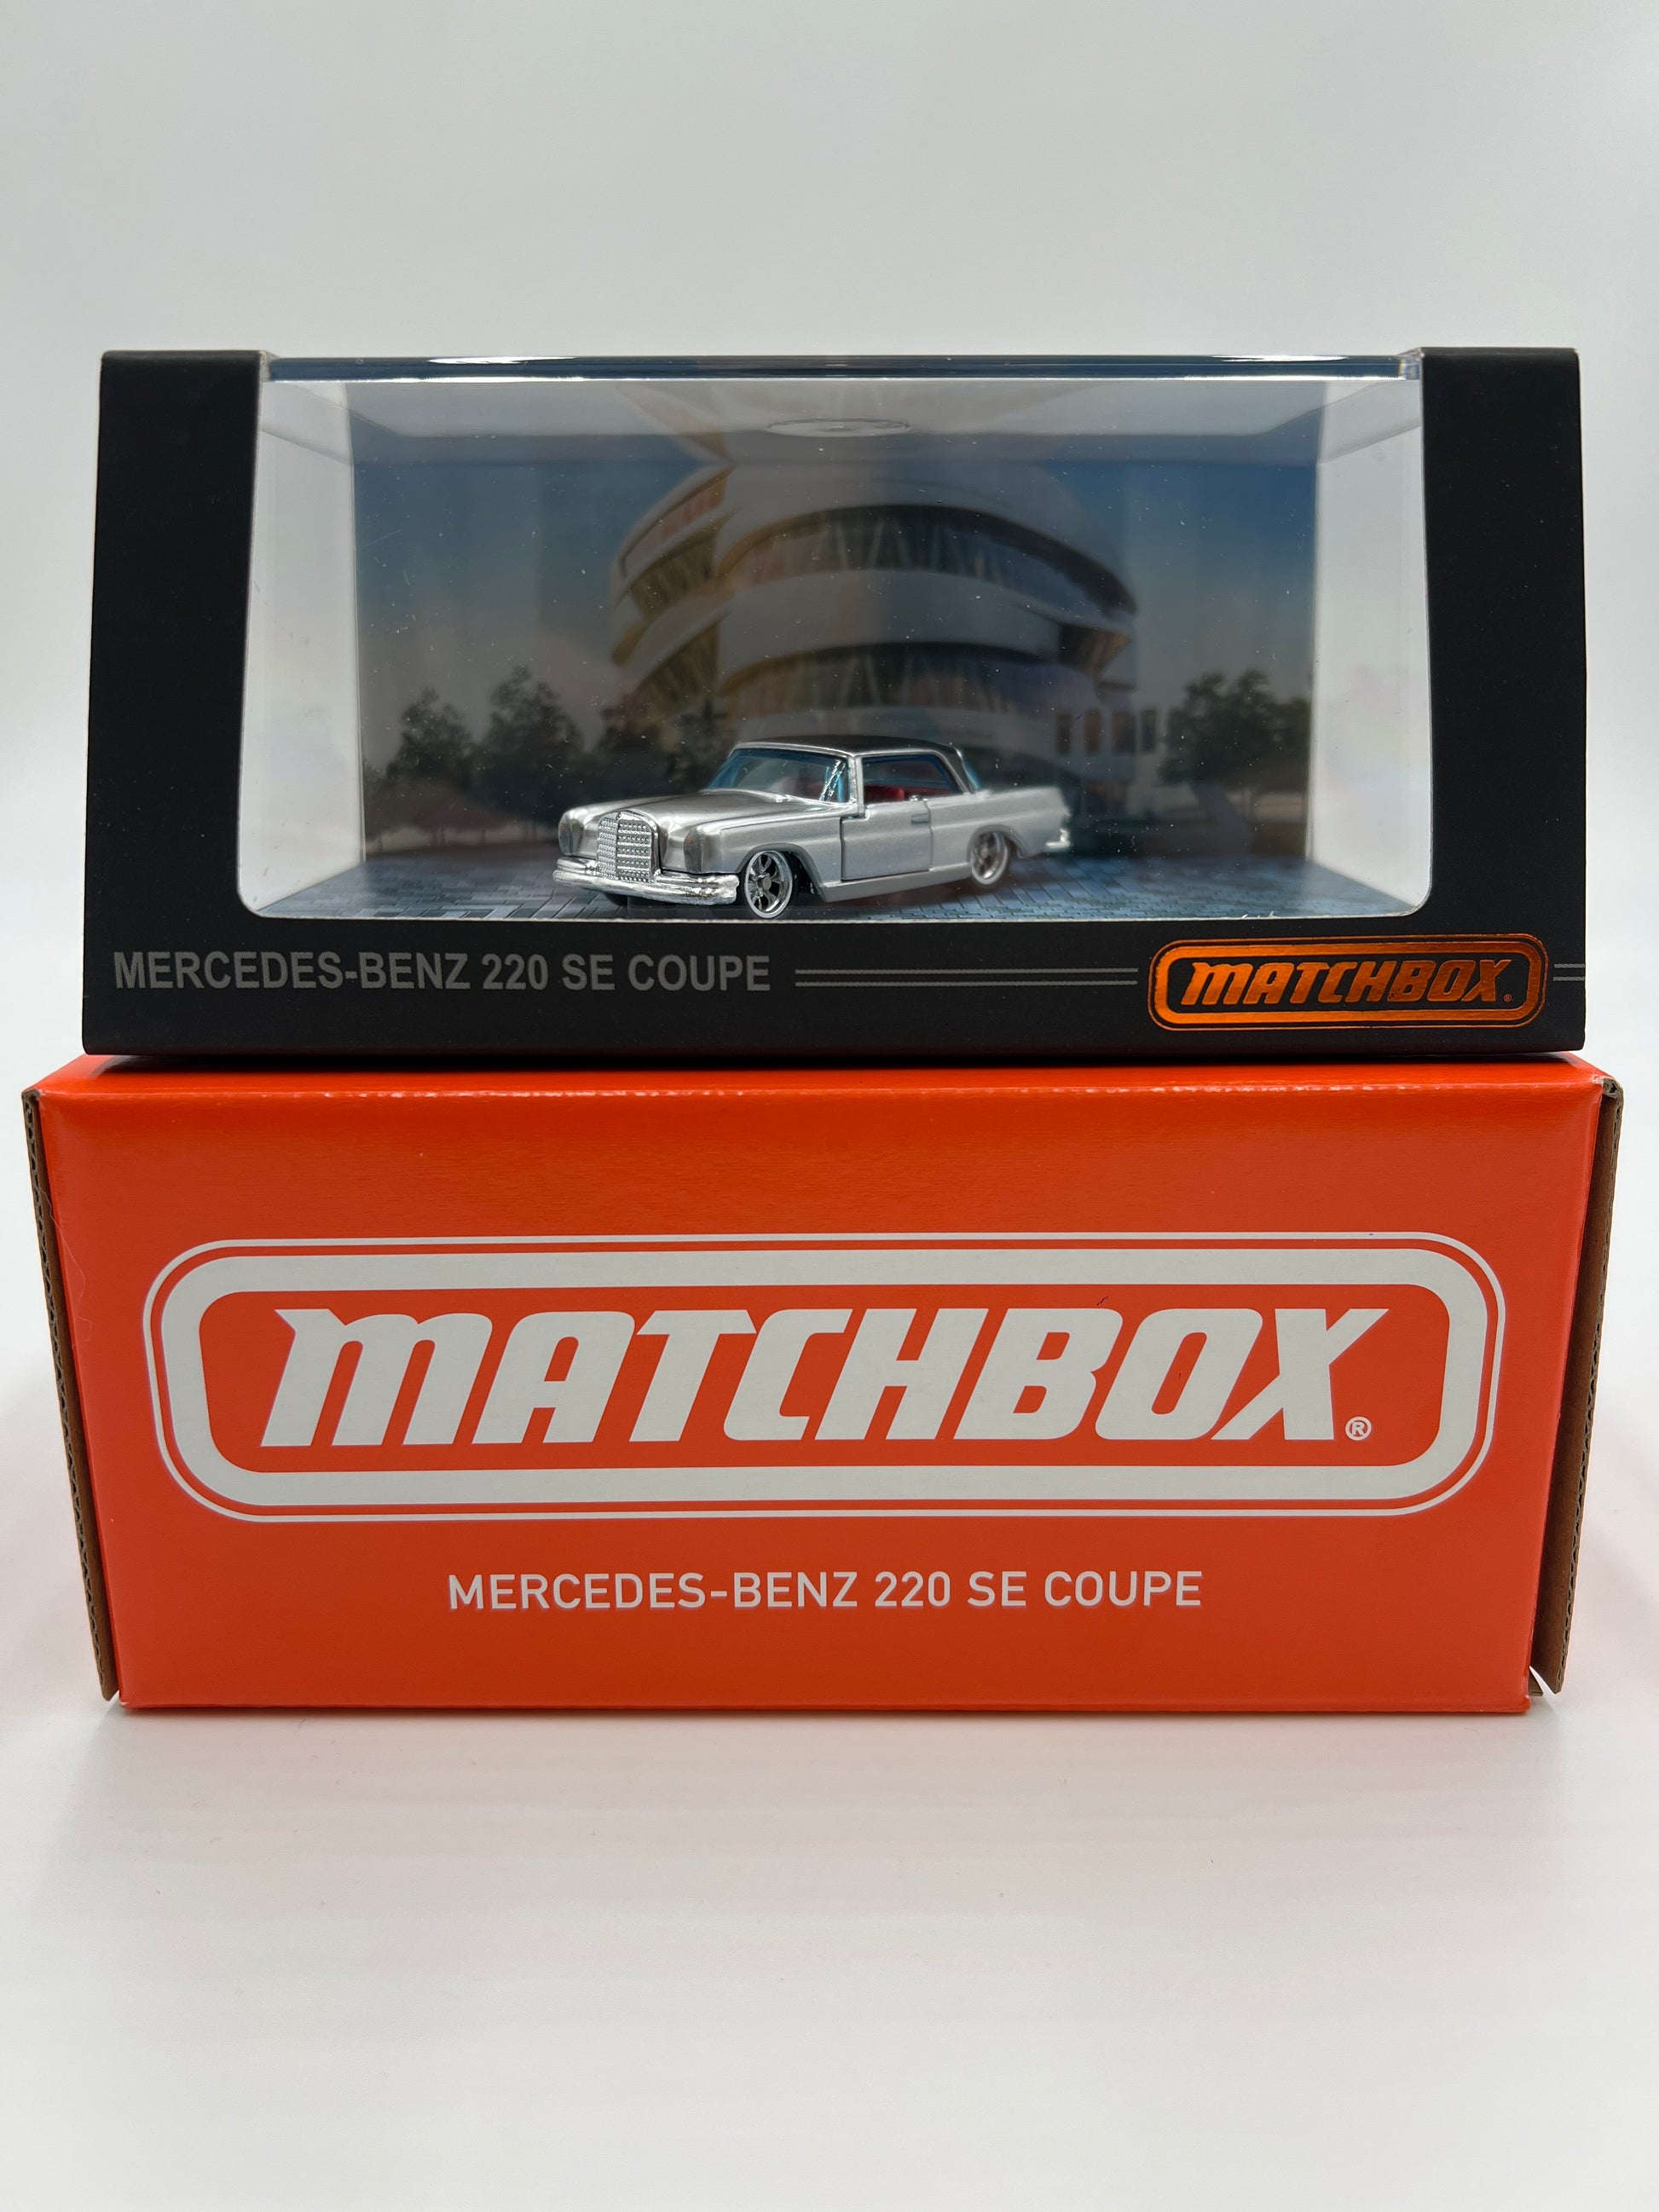 MERCEDES-BENZ 220 SE COUPE
MATCHBOX
MATCHBOX®
MERCEDES-BENZ 220 SE COUPE